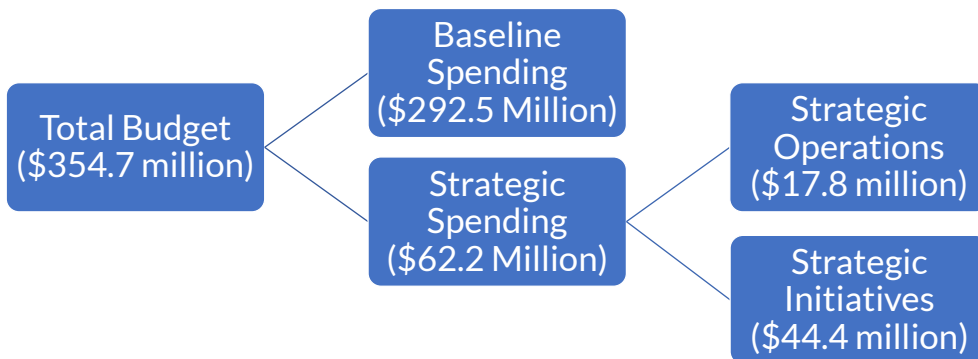 Total Budget
($354.7 million)
Baseline
Spending
($292.5 Million)
Strategic
Spending
($62.2 Million)
Strategic
Operations
($17.8 million)
Strategic
Initiatives
($44.4 million)